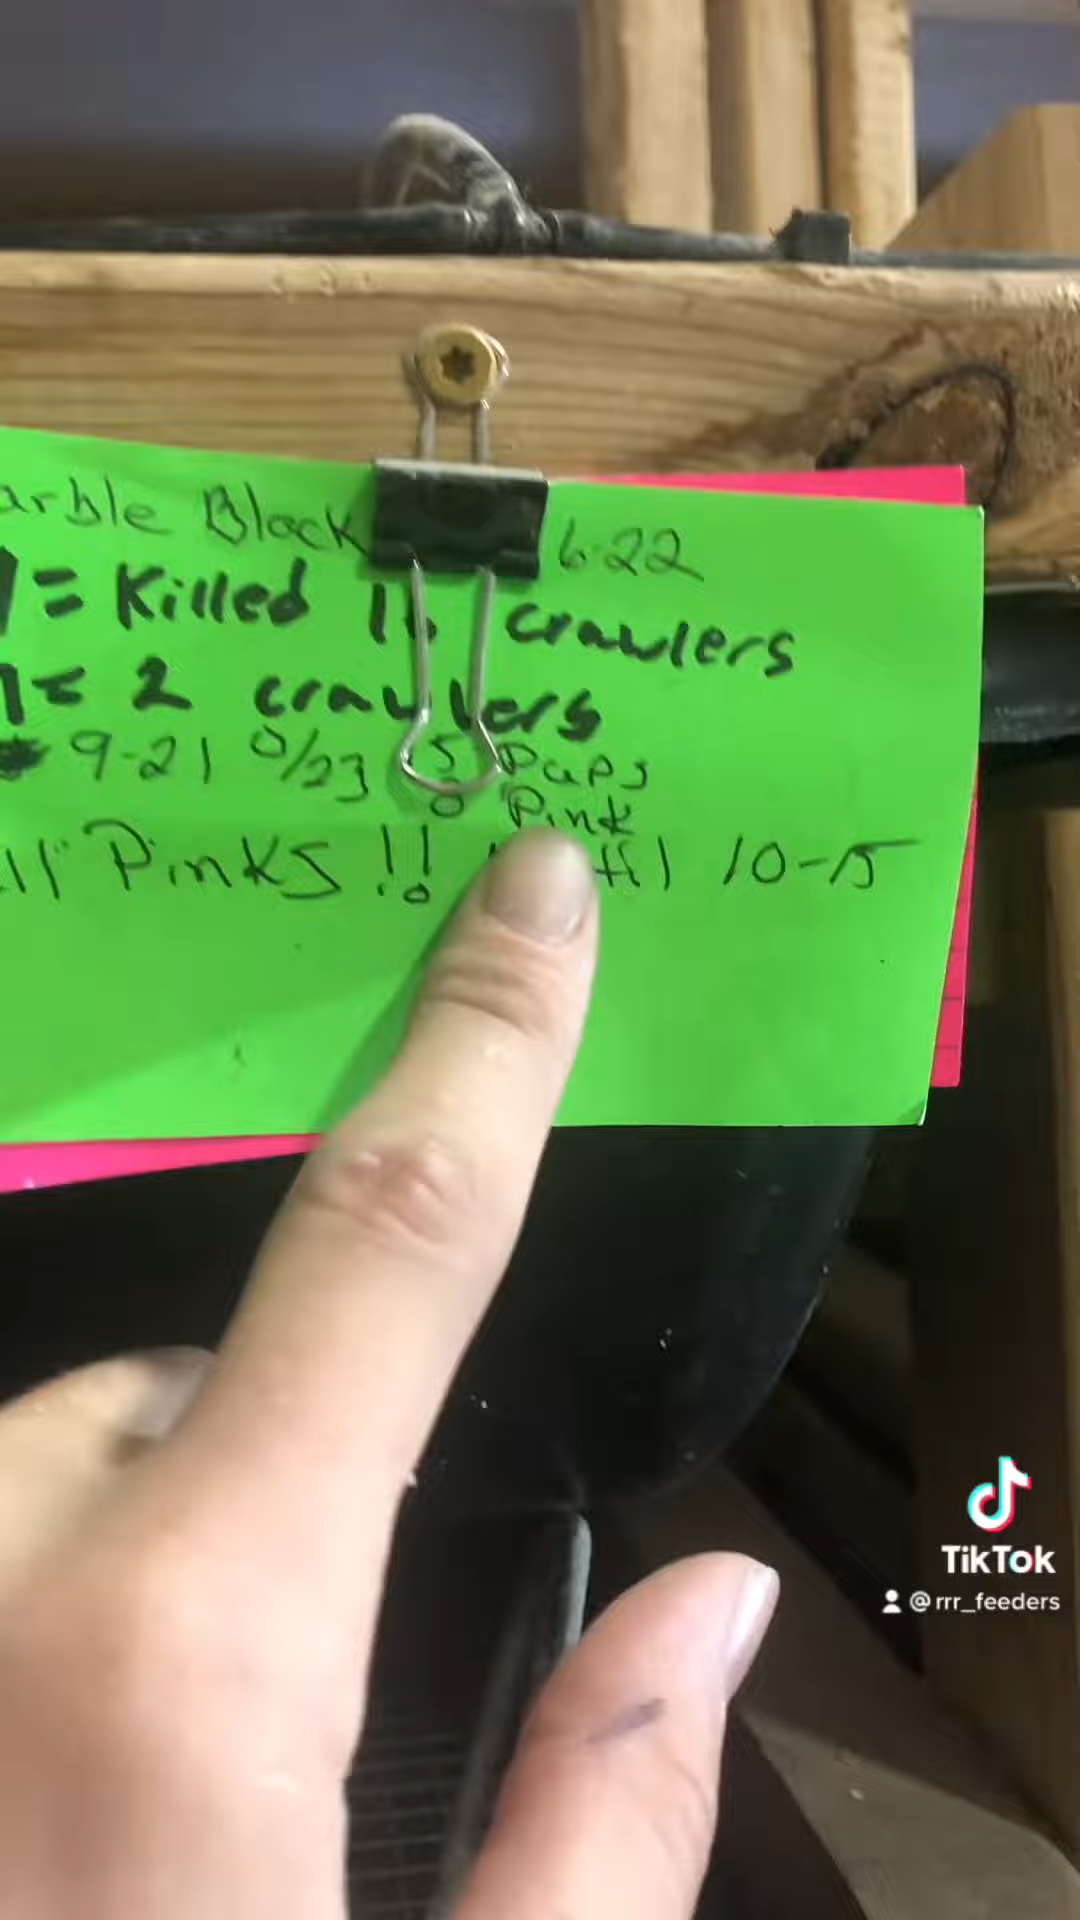 arble Black 6-22
= Killed crawlers
2 crawlers
9-21 0/23 5 Pups
0 Pink
Pinks !! 10-15
TikTok
@rrr_feeders